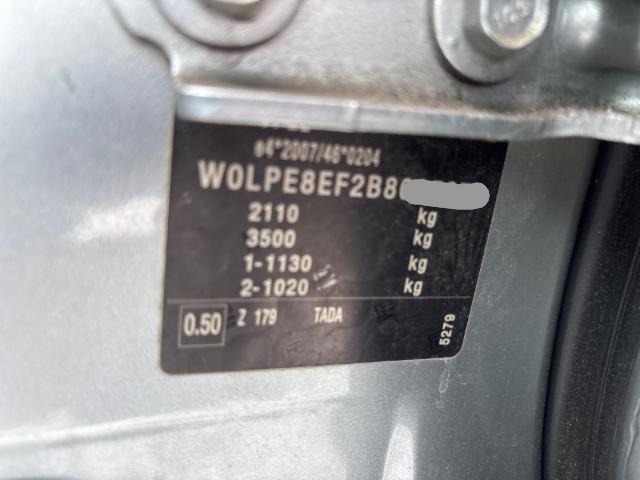 e4*2007/46*0204
W0LPE8EF2B8
2110 kg
3500 kg
1-1130 kg
2-1020 kg
0.50 Z 179 TADA
5279